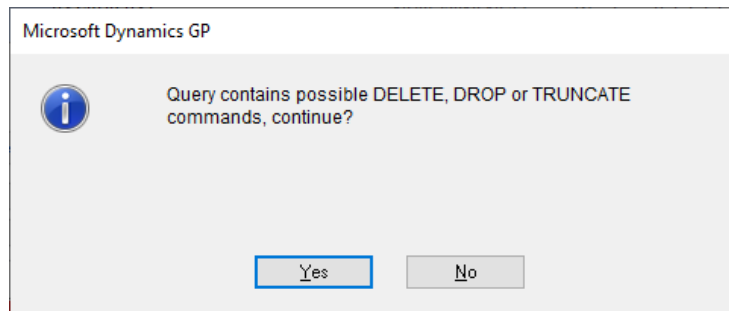 Microsoft Dynamics GP
Query contains possible DELETE, DROP or TRUNCATE
commands, continue?
Yes
No